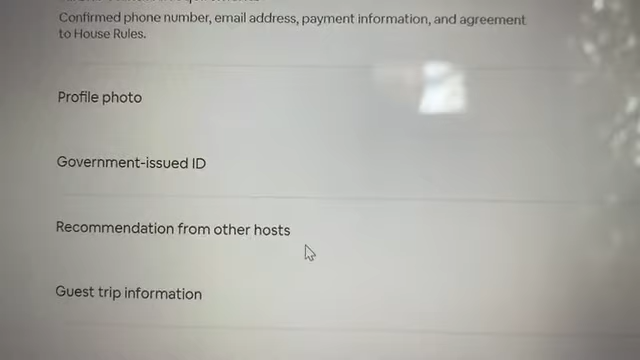 Confirmed phone number, email address, payment information, and agreement
to House Rules.
Profile photo
Government-issued ID
Recommendation from other hosts
Guest trip information